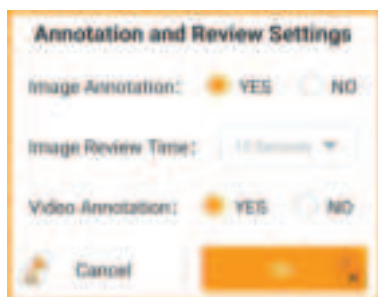 Annotation and Review Settings
Image Annotation: YES NO
Image Review Time:
Video Annotation: YES NO
Cancel